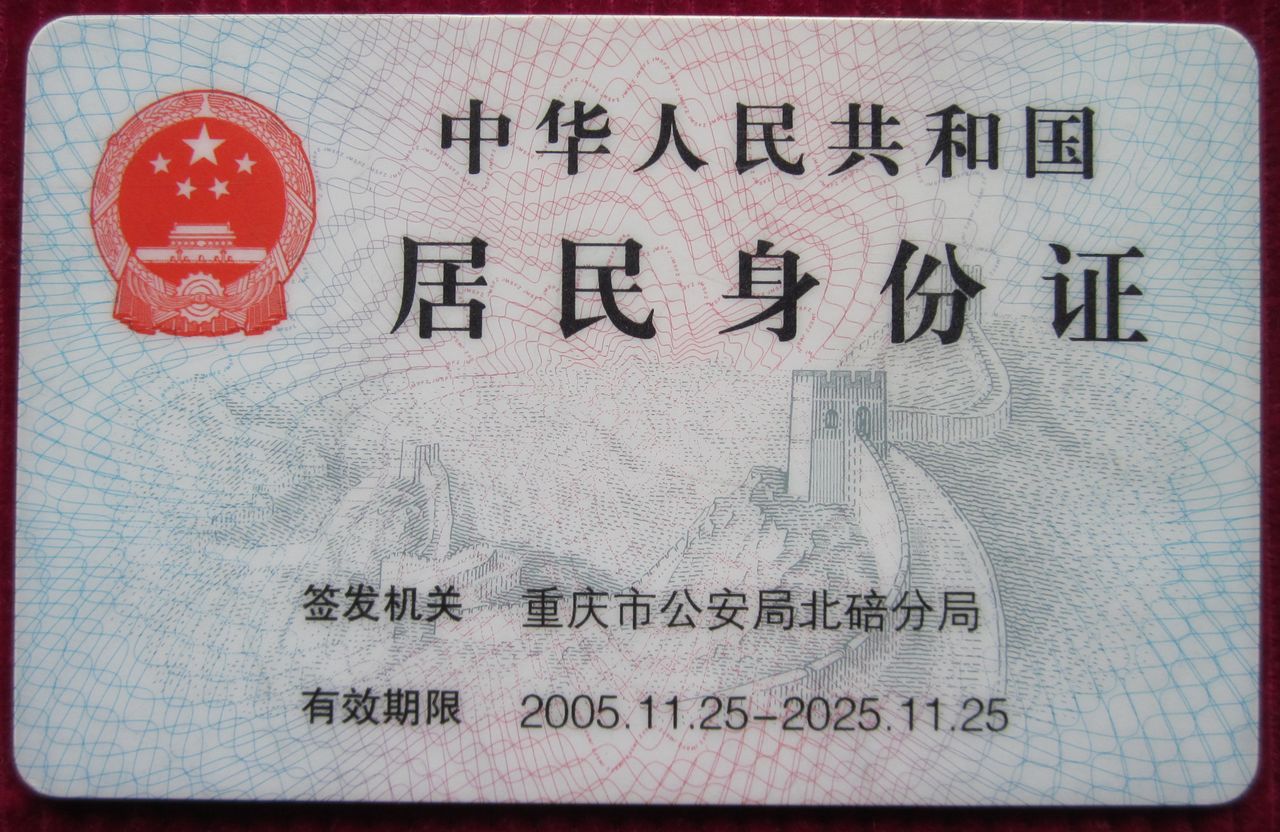 中华人民共和国
居民身份证
签发机关 重庆市公安局北碚分局
有效期限 2005.11.25-2025.11.25